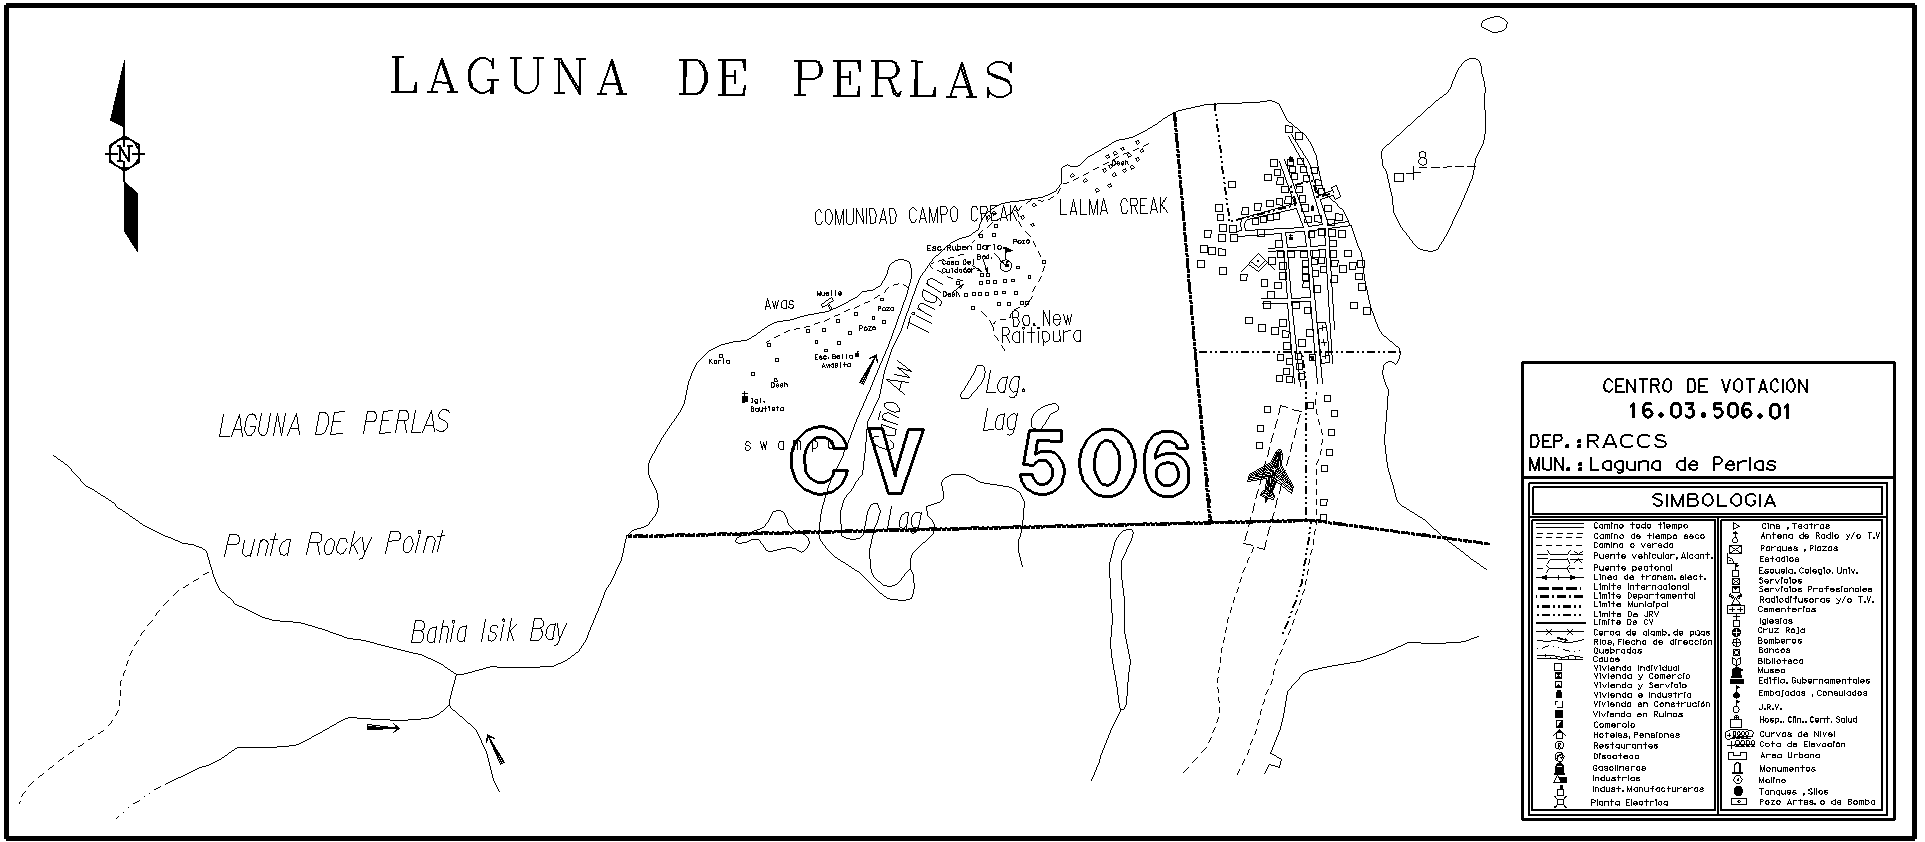 LAGUNA DE PERLAS
N
8
COMUNIDAD CAMPO CREAK
LALMA CREAK
Desh
Esc. Ruben Dario
Pozo
Bod.
Casa Del
Cuidador
Desh
Awas
Muelle
Pozo
Pozo
Tingn
Bo. New
Raitipura
Karla
Esc. Bella
Awasita
Desh
Igl.
Bautista
Caño Aw
Lag.
Lag
LAGUNA DE PERLAS
swampo
CV 506
Lag
Punta Rocky Point
Bahia Isik Bay
CENTRO DE VOTACION
16.03.506.01
DEP.:RACCS
MUN.:Laguna de Perlas
SIMBOLOGIA
Camino todo tiempo
Camino de tiempo seco
Camino o vereda
Puente vehicular, Alcant.
Puente peatonal
Linea de transm. elect.
Limite Internacional
Limite Departamental
Limite Municipal
Limite De JRV
Limite De CV
Cerca de alamb. de púas
Rios, Flecha de dirección
Quebradas
Cauce
Vivienda Individual
Vivienda y Comercio
Vivienda y Servicio
Vivienda e Industria
Vivienda en Construción
Vivienda en Ruinas
Comercio
Hoteles, Pensiones
Restaurantes
Discoteca
Gasolineras
Industrias
Indust. Manufactureras
Planta Electrica
Cine, Teatros
Antena de Radio y/o T.V
Parques, Plazas
Estadios
Escuela. Colegio. Univ.
Servicios
Servicios Profesionales
Radiodifusoras y/o T.V.
Cementerios
Iglesias
Cruz Roja
Bomberos
Bancos
Biblioteca
Museo
Edific. Gubernamentales
Embajadas, Consulados
J.R.V.
Hosp., Clin., Cent. Salud
Curvas de Nivel
Cota de Elevación
Area Urbana
Monumentos
Molino
Tanques, Silos
Pozo Artes. o de Bomba